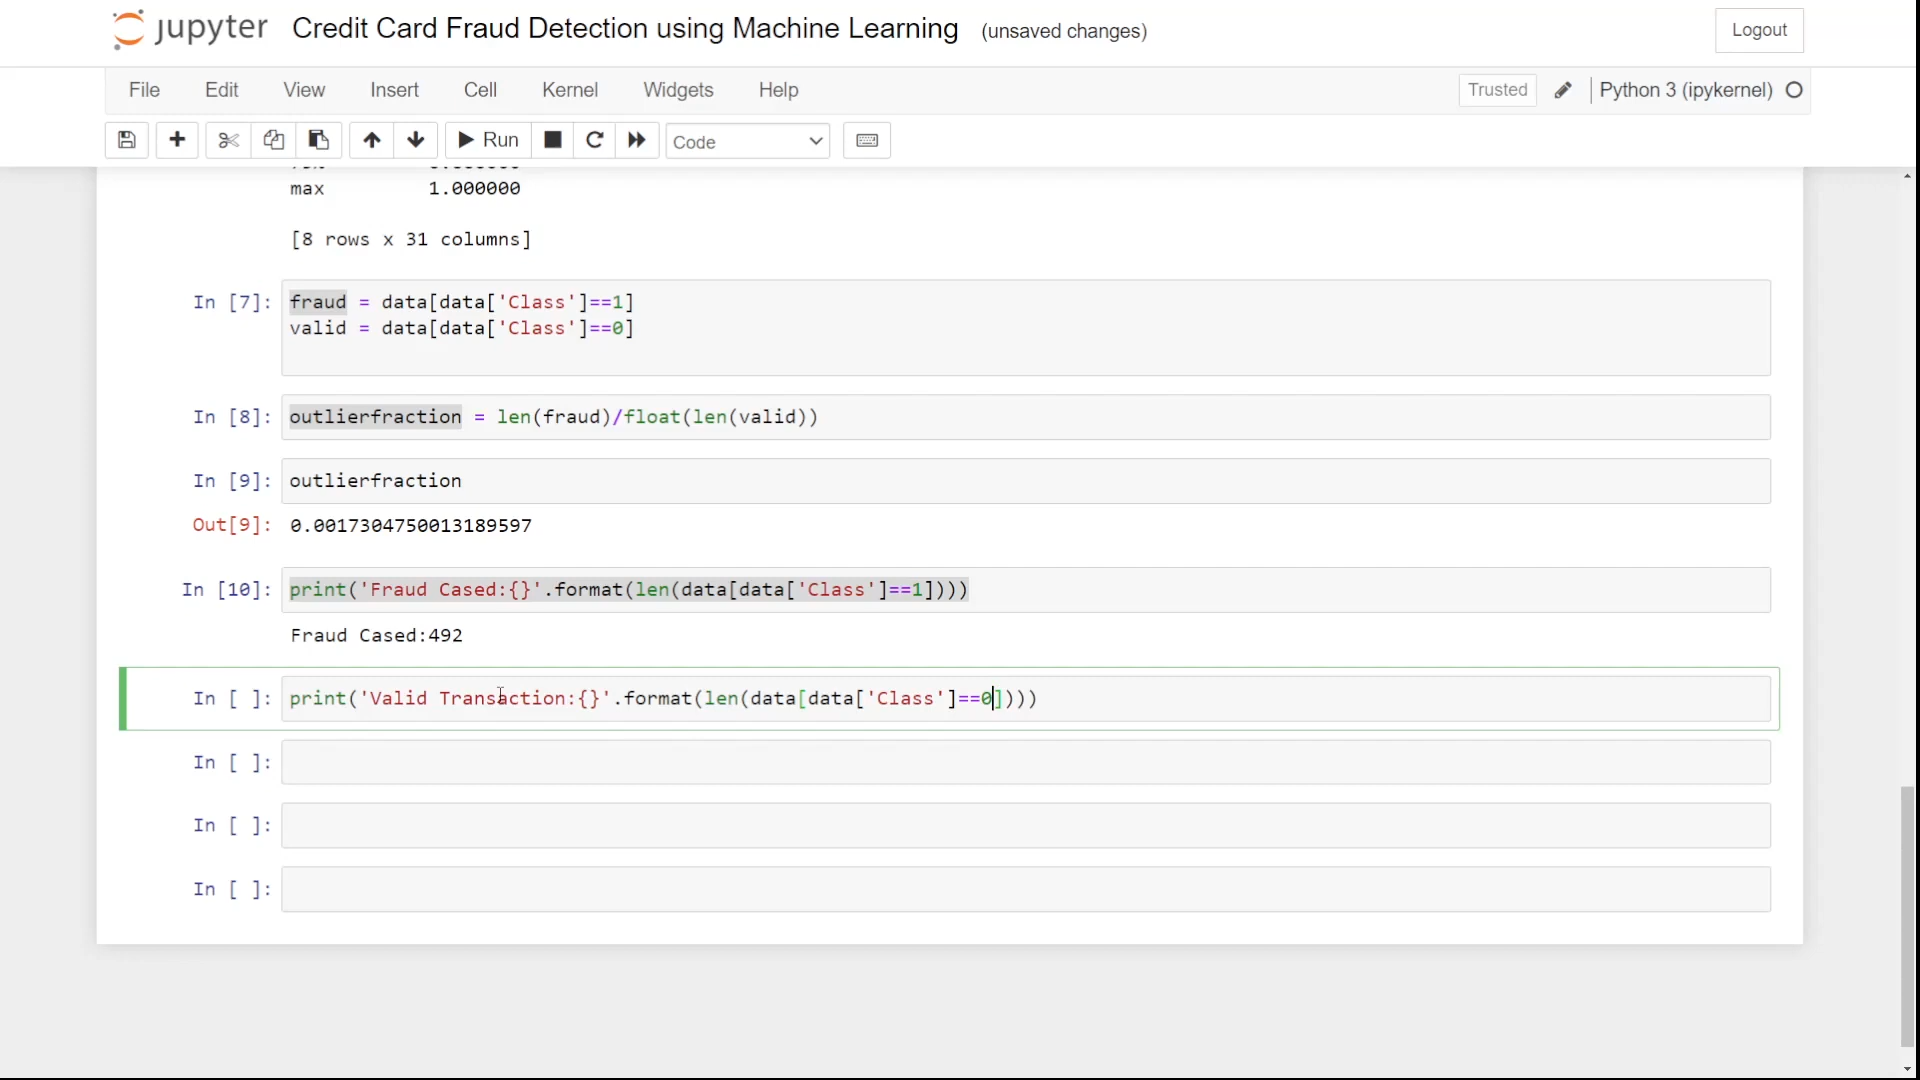 jupyter Credit Card Fraud Detection using Machine Learning (unsaved changes) Logout
File Edit View Insert Cell Kernel Widgets Help Trusted Python 3 (ipykernel)
Run Code
max 1.000000
[8 rows x 31 columns]
In [7]: fraud = data[data['Class']==1]
valid = data[data['Class']==0]
In [8]: outlierfraction = len(fraud)/float(len(valid))
In [9]: outlierfraction
Out[9]: 0.0017304750013189597
In [10]: print('Fraud Cased:{}'.format(len(data[data['Class']==1])))
Fraud Cased:492
In [ ]: print('Valid Transaction:{}'.format(len(data[data['Class']==0])))
In [ ]:
In [ ]:
In [ ]: